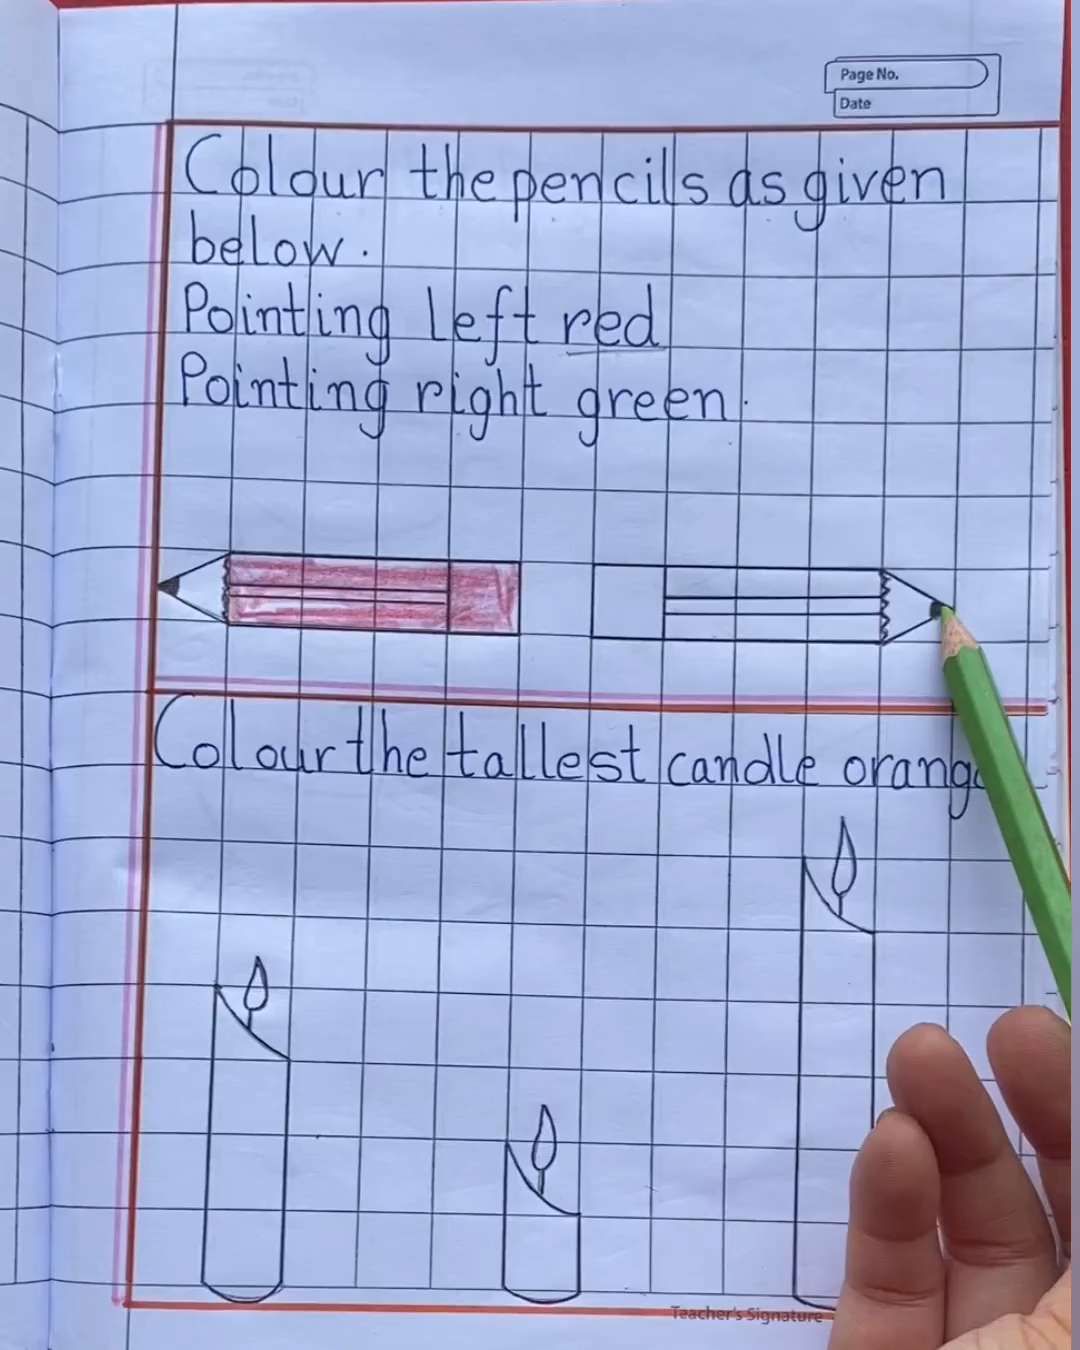 Page No.
Date
Colour the pencils as given
below.
Pointing left red
Pointing right green.
Colour the tallest candle orange
Teacher's Signature